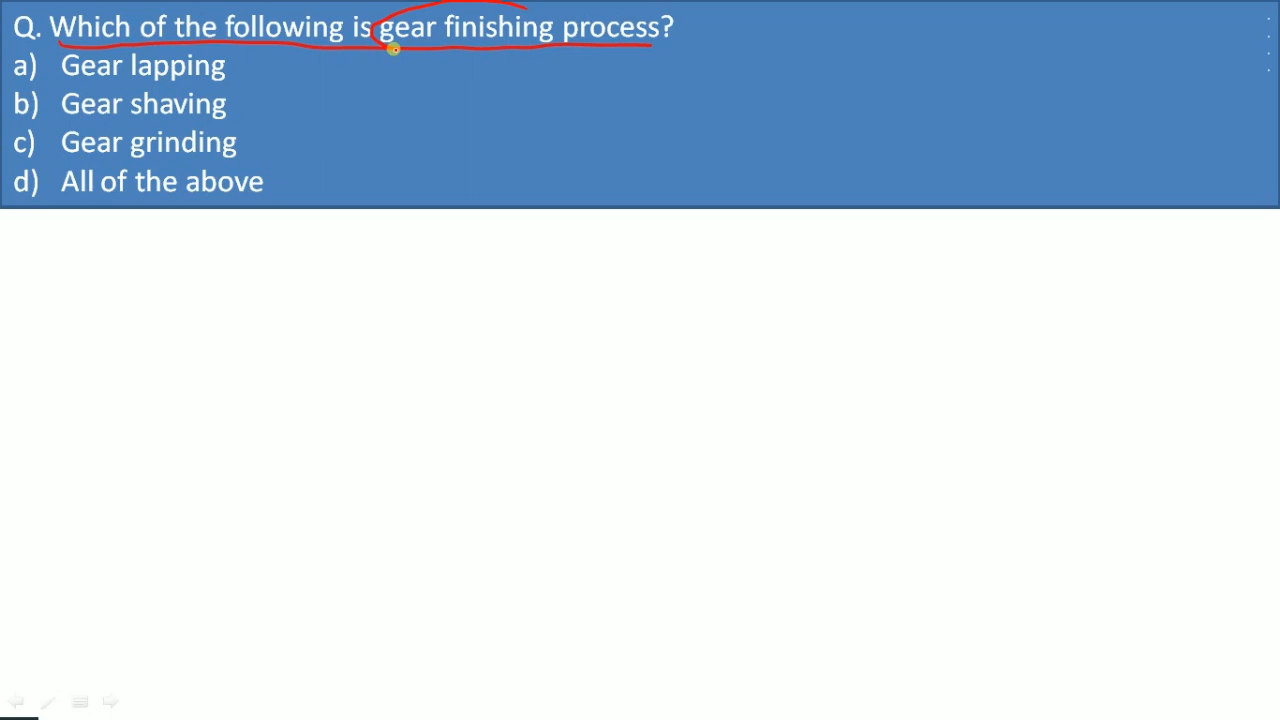 Q. Which of the following is gear finishing process?
a) Gear lapping
b) Gear shaving
c) Gear grinding
d) All of the above